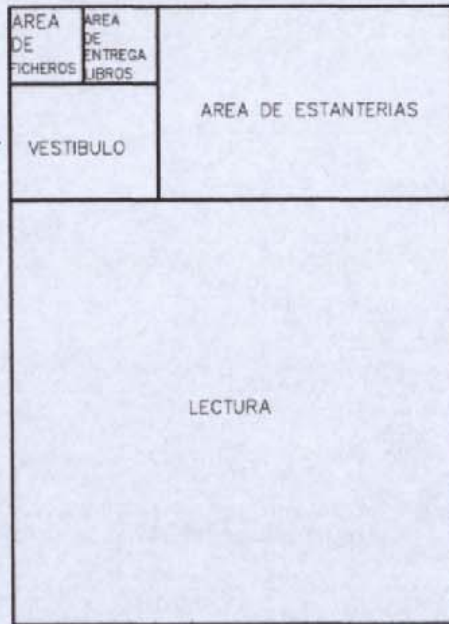 AREA
DE
FICHEROS
AREA
DE
ENTREGA
LIBROS
AREA DE ESTANTERIAS
VESTIBULO
LECTURA